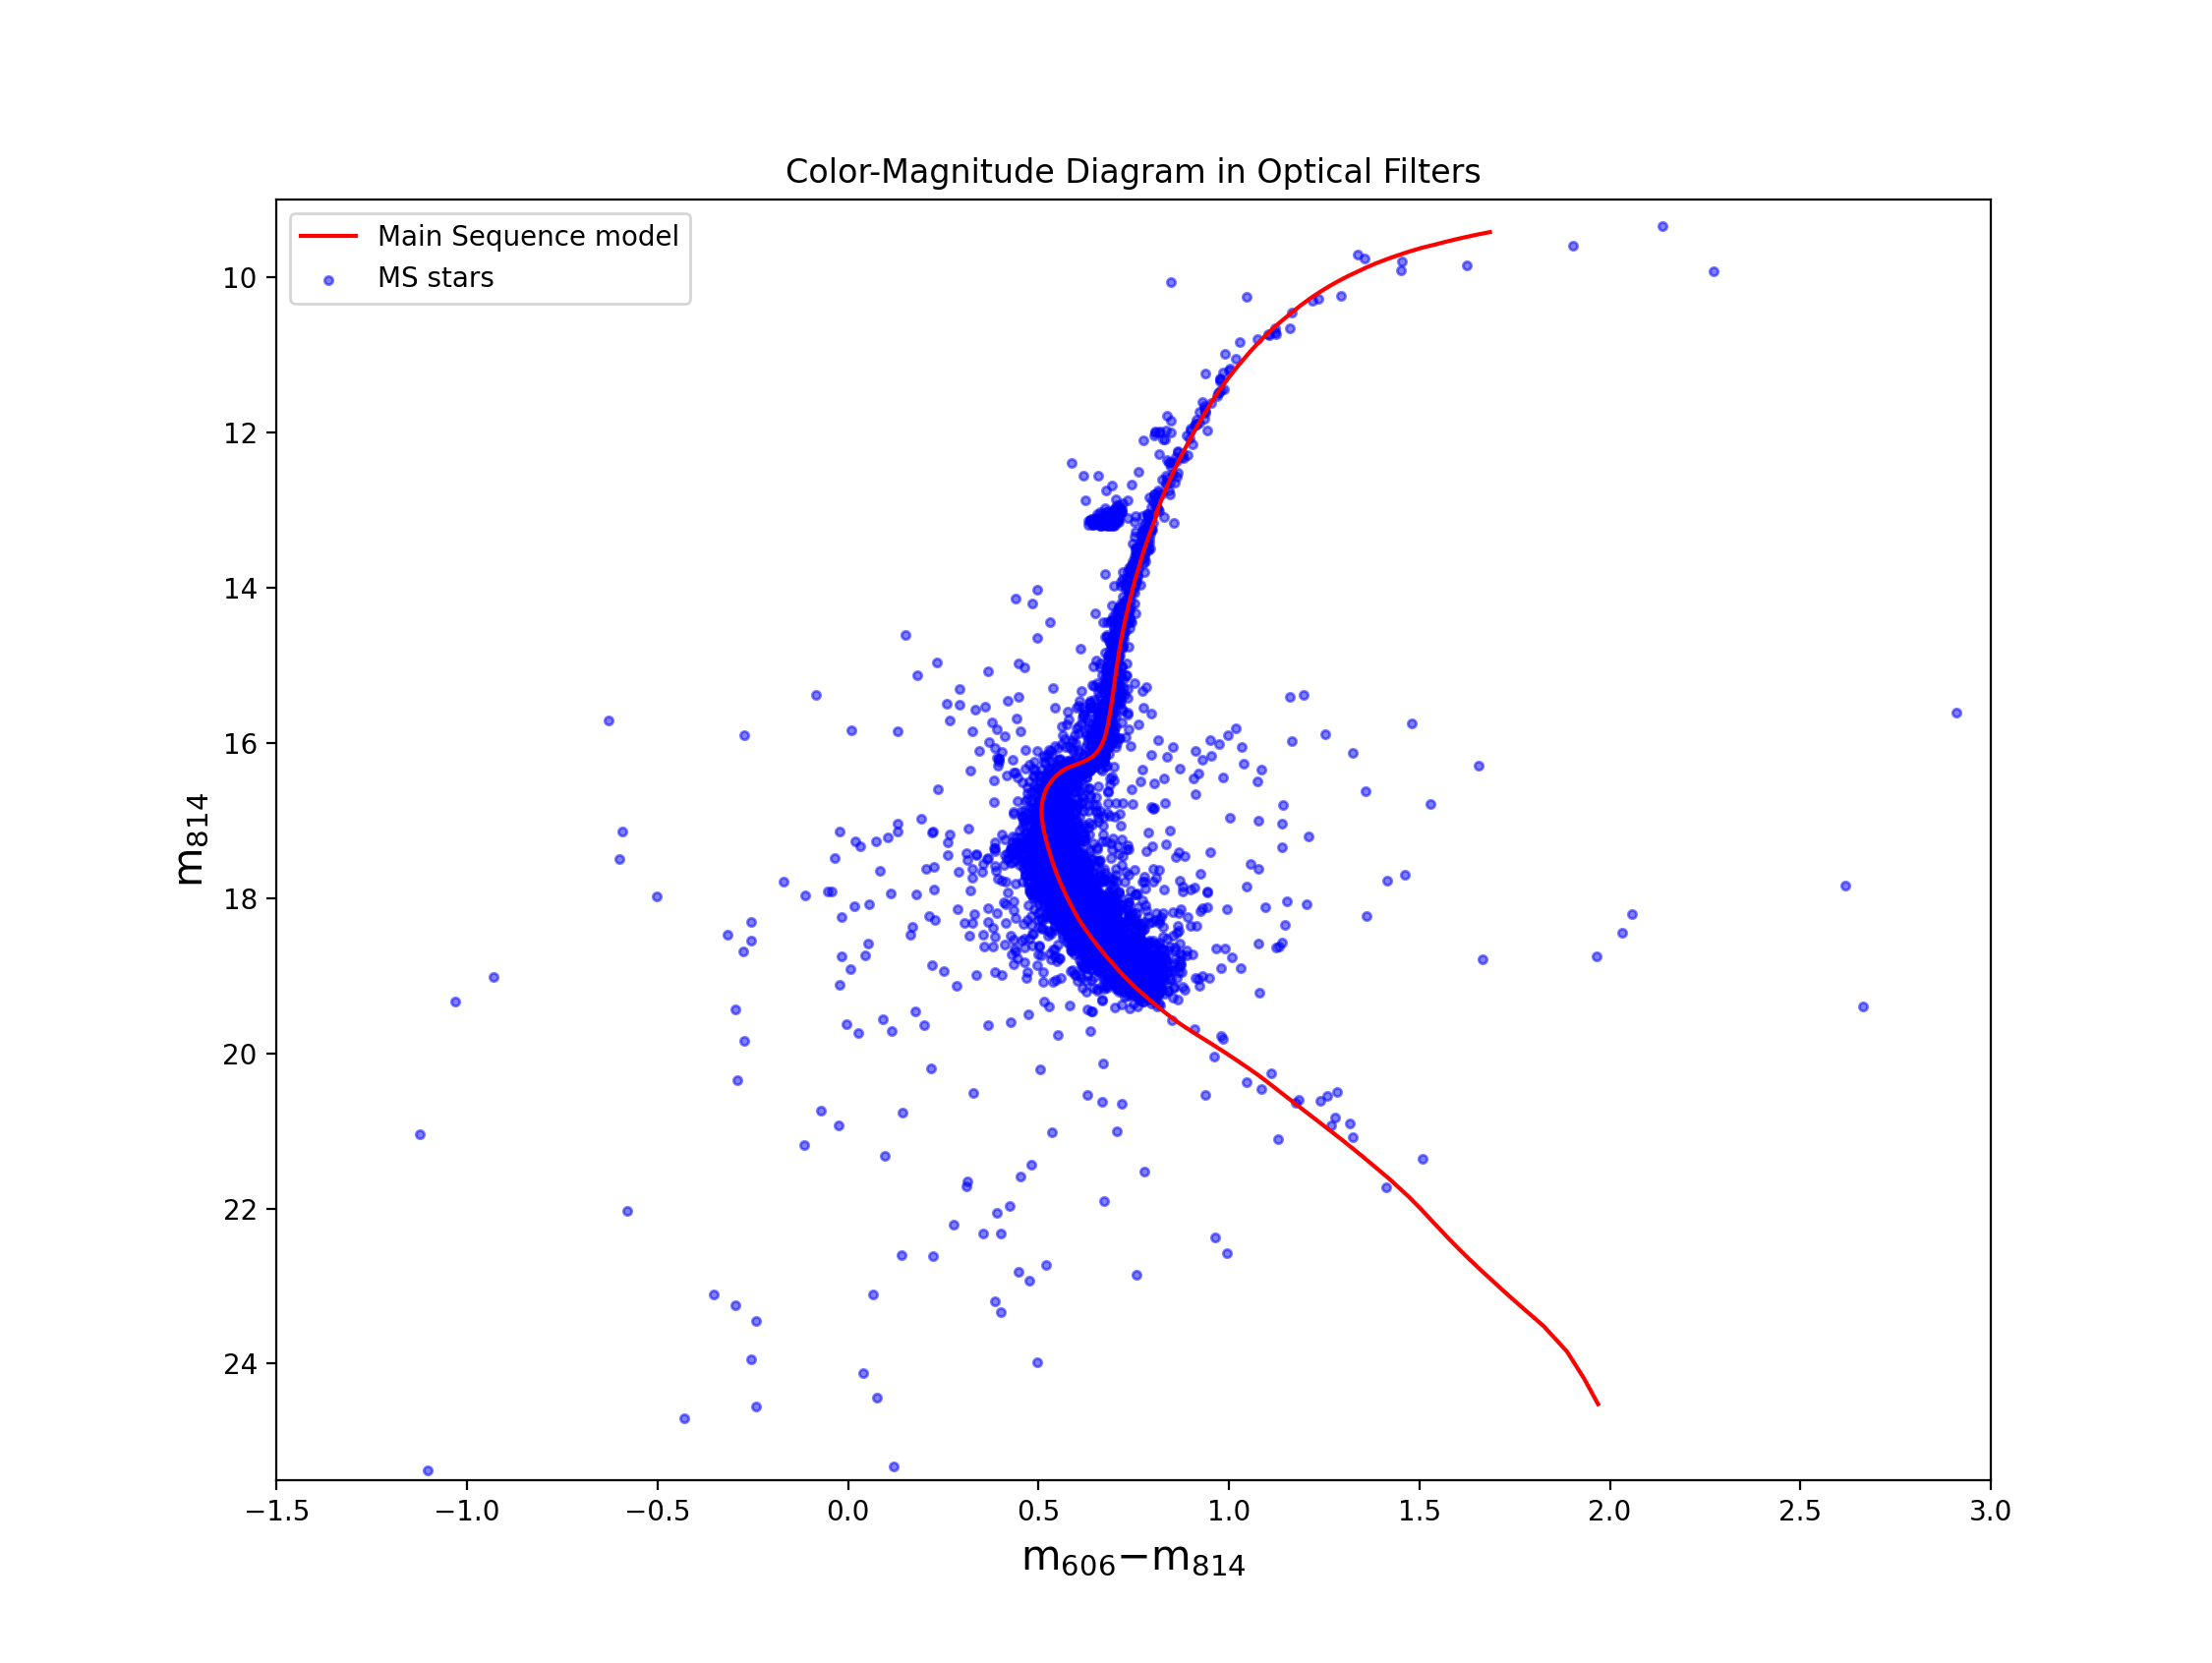 Color-Magnitude Diagram in Optical Filters
Main Sequence model
MS stars
10
12
14
16
18
20
22
24
m₈₁₄
−1.5 −1.0 −0.5 0.0 0.5 1.0 1.5 2.0 2.5 3.0
m₆₀₆−m₈₁₄